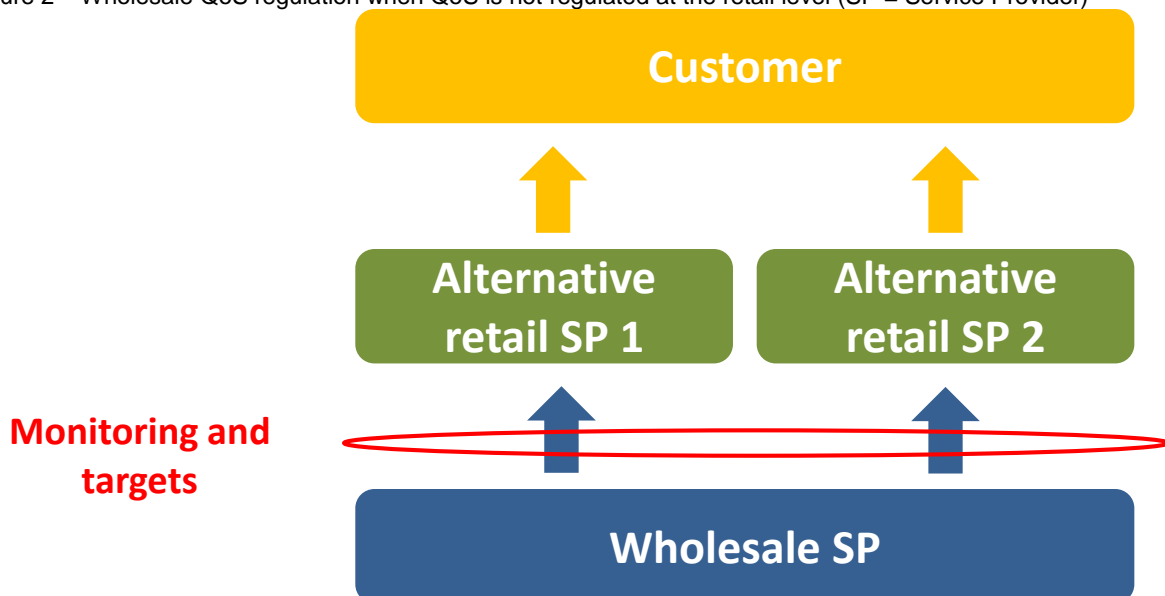 ure 2 – Wholesale QoS regulation when QoS is not regulated at the retail level (SP = Service Provider)
Customer
Alternative
retail SP 1
Alternative
retail SP 2
Monitoring and
targets
Wholesale SP